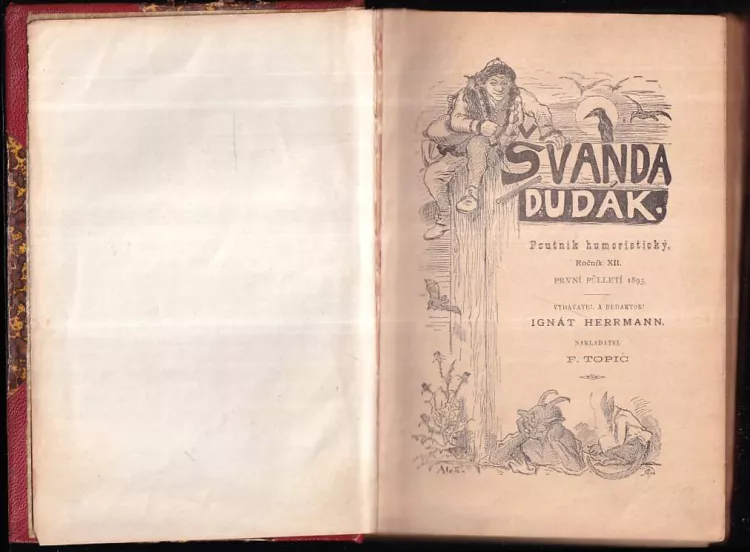 ŠVANDA
DUDÁK.
Poutník humoristický.
Ročník XII.
PRVNÍ PŮLLETÍ 1893.
VYDAVATEL A REDAKTOR:
IGNÁT HERRMANN.
NAKLADATEL
F. TOPIČ